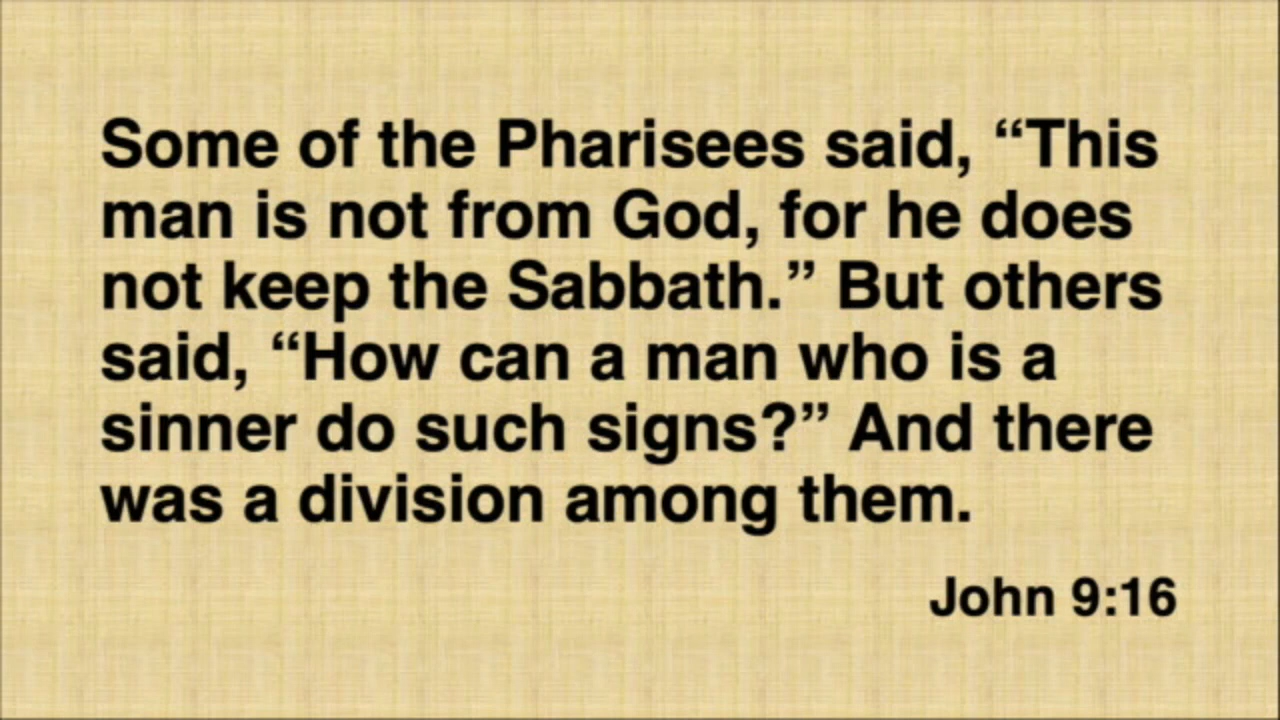 Some of the Pharisees said, “This
man is not from God, for he does
not keep the Sabbath.” But others
said, “How can a man who is a
sinner do such signs?” And there
was a division among them.
John 9:16